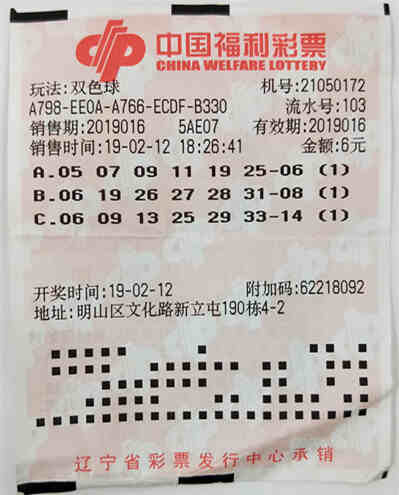 中国福利彩票
CHINA WELFARE LOTTERY
玩法:双色球 机号:21050172
A798-EE0A-A766-ECDF-B330 流水号:103
销售期:2019016 5AE07 有效期:2019016
销售时间:19-02-12 18:26:41 金额:6元
A.05 07 09 11 19 25-06 (1)
B.06 19 26 27 28 31-08 (1)
C.06 09 13 25 29 33-14 (1)
开奖时间:19-02-12 附加码:62218092
地址:明山区文化路新立屯190栋4-2
辽宁省彩票发行中心承销